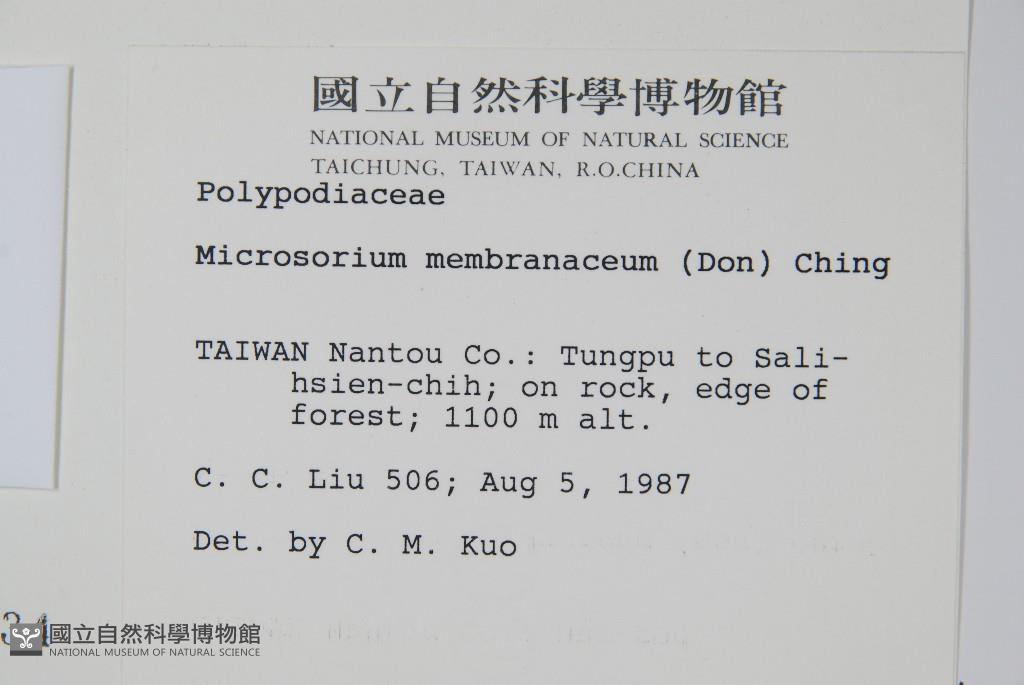 國立自然科學博物館
NATIONAL MUSEUM OF NATURAL SCIENCE
TAICHUNG, TAIWAN, R.O.CHINA
Polypodiaceae
Microsorium membranaceum (Don) Ching
TAIWAN Nantou Co.: Tungpu to Sali-
hsien-chih; on rock, edge of
forest; 1100 m alt.
C. C. Liu 506; Aug 5, 1987
Det. by C. M. Kuo
國立自然科學博物館
NATIONAL MUSEUM OF NATURAL SCIENCE